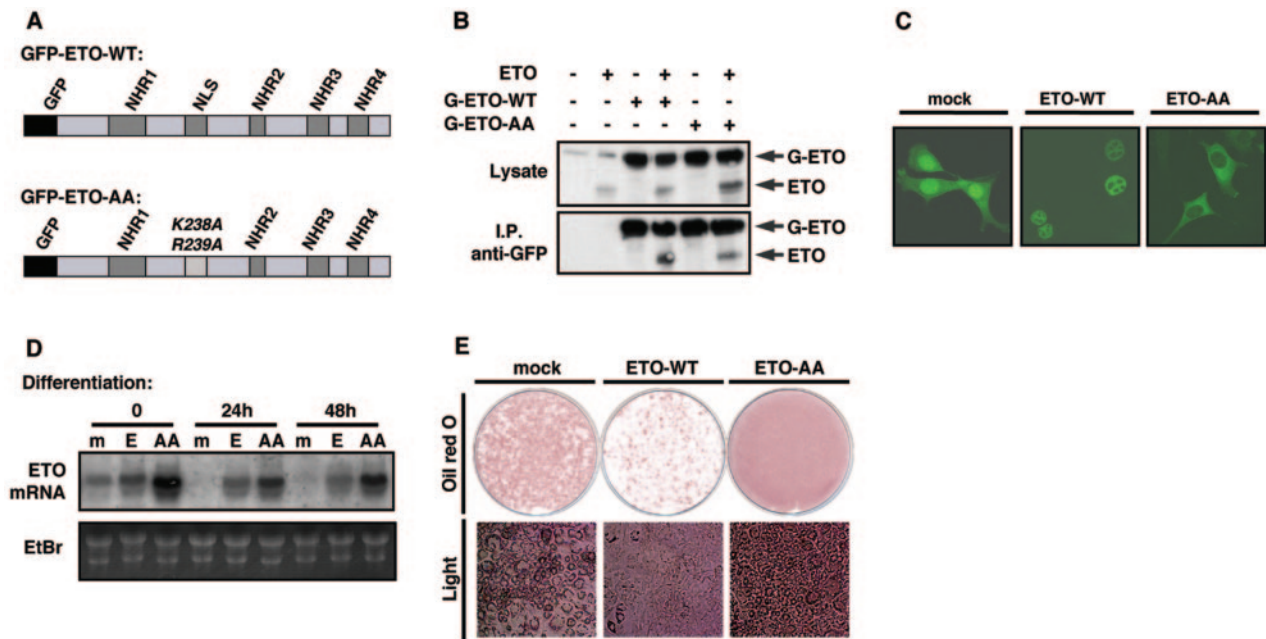 A
GFP-ETO-WT:
GFP NHR1 NLS NHR2 NHR3 NHR4
GFP-ETO-AA:
GFP NHR1 K238A R239A NHR2 NHR3 NHR4
B
ETO - + - + - +
G-ETO-WT - - + + - -
G-ETO-AA - - - - + +
Lysate
G-ETO
ETO
I.P.
anti-GFP
G-ETO
ETO
C
mock ETO-WT ETO-AA
D
Differentiation:
0 24h 48h
m E AA m E AA m E AA
ETO
mRNA
EtBr
E
mock ETO-WT ETO-AA
Oil red O
Light